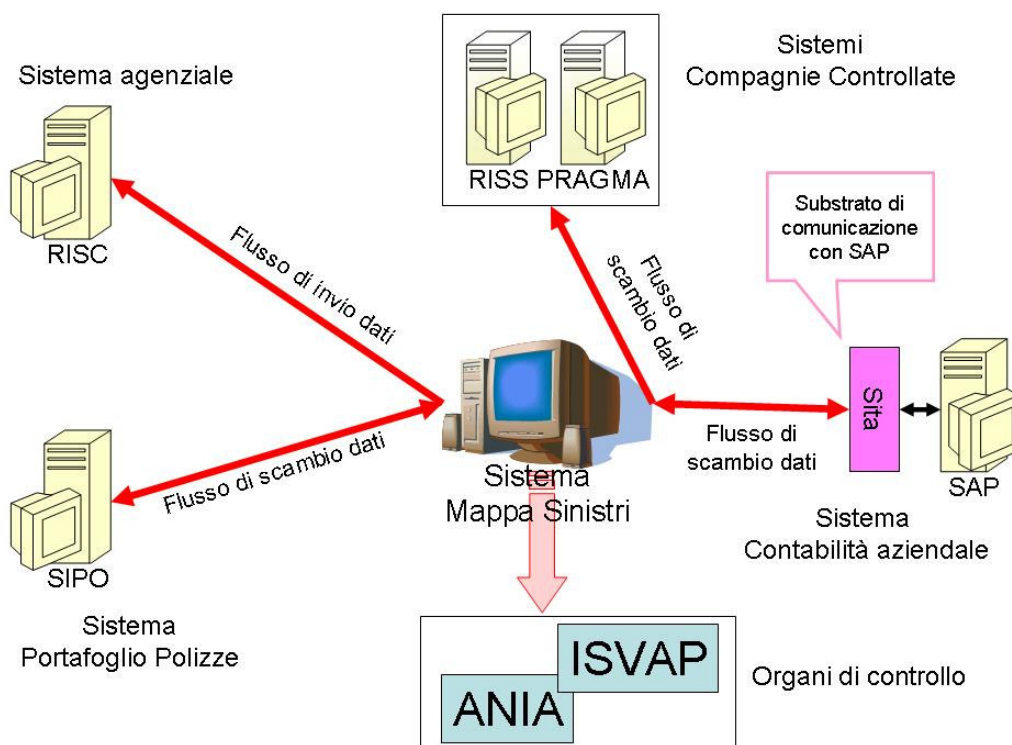 Sistema agenziale
RISC
Flusso di invio dati
RISS PRAGMA
Sistemi
Compagnie Controllate
Flusso di
scambio dati
Substrato di
comunicazione
con SAP
Sita
SAP
Flusso di
scambio dati
Sistema
Contabilità aziendale
Flusso di scambio dati
SIPO
Sistema
Portafoglio Polizze
Sistema
Mappa Sinistri
ISVAP
ANIA
Organi di controllo